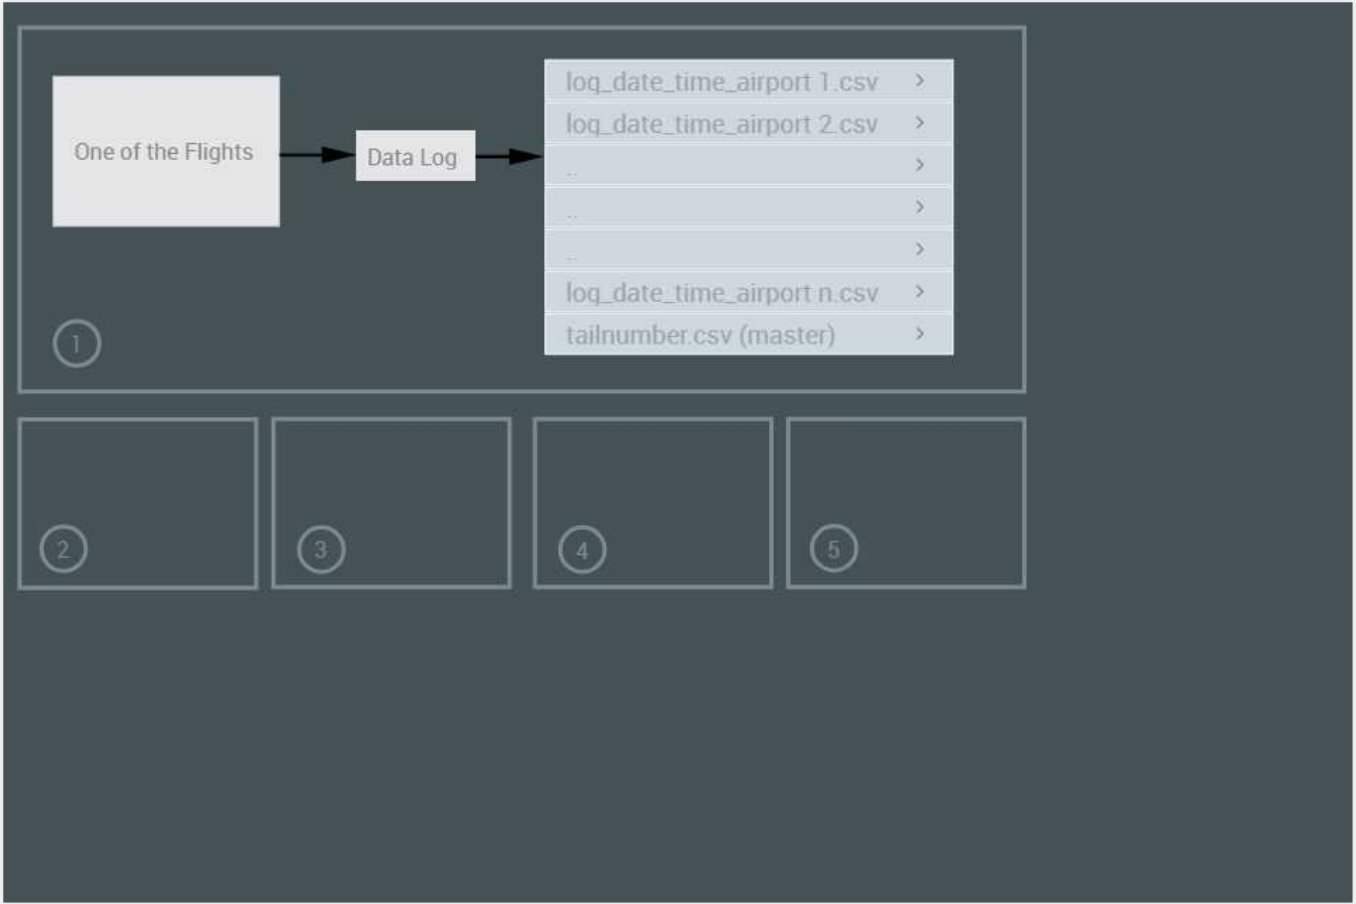 One of the Flights
Data Log
log_date_time_airport 1.csv
log_date_time_airport 2.csv
..
..
..
log_date_time_airport n.csv
tailnumber.csv (master)
1
2
3
4
5